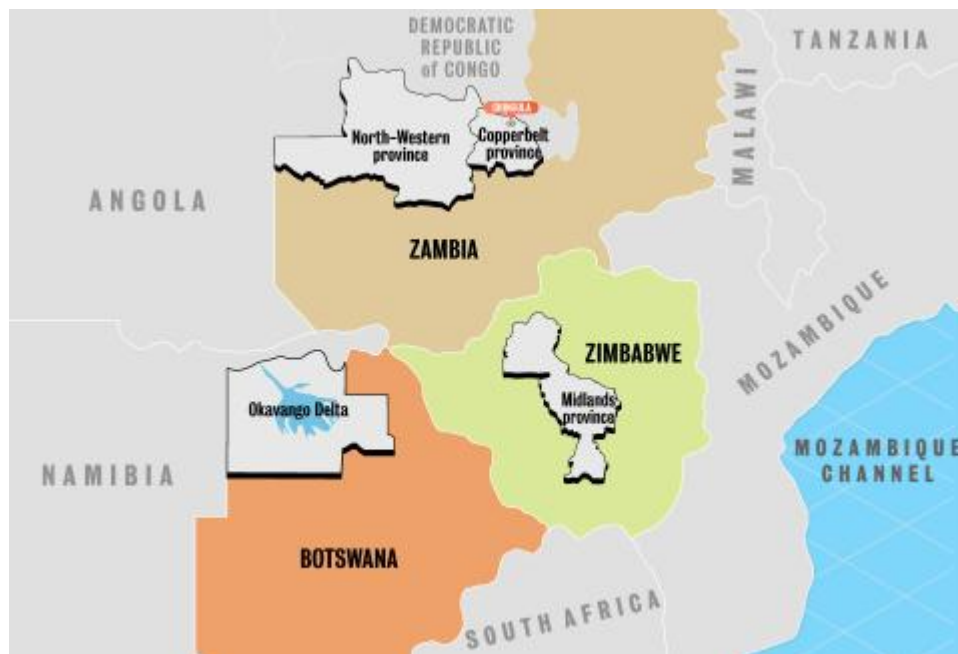 DEMOCRATIC
REPUBLIC
of CONGO
TANZANIA
MALAWI
CHINGOLA
North-Western
province
Copperbelt
province
ANGOLA
ZAMBIA
MOZAMBIQUE
ZIMBABWE
Midlands
province
Okavango Delta
NAMIBIA
MOZAMBIQUE
CHANNEL
BOTSWANA
SOUTH AFRICA